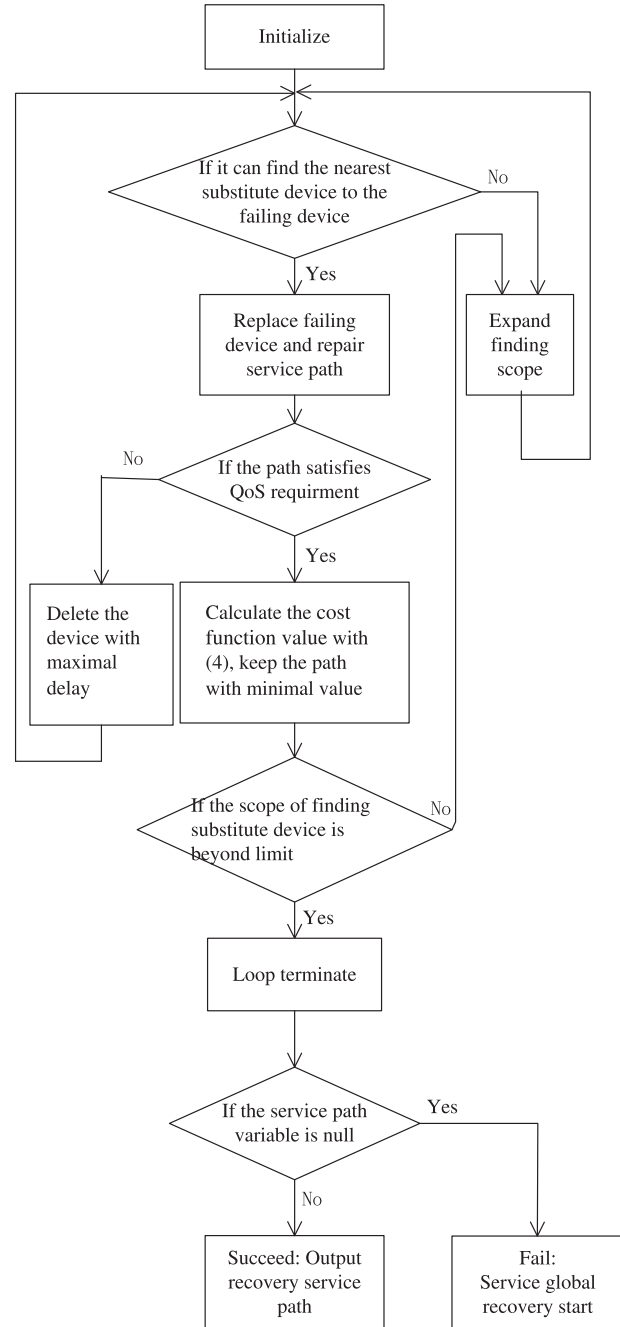 Initialize
If it can find the nearest
substitute device to the
failing device
No
Yes
Replace failing
device and repair
service path
Expand
finding
scope
No
If the path satisfies
QoS requirment
Yes
Delete the
device with
maximal
delay
Calculate the cost
function value with
(4), keep the path
with minimal value
If the scope of finding
substitute device is
beyond limit
No
Yes
Loop terminate
If the service path
variable is null
Yes
No
Succeed: Output
recovery service
path
Fail:
Service global
recovery start